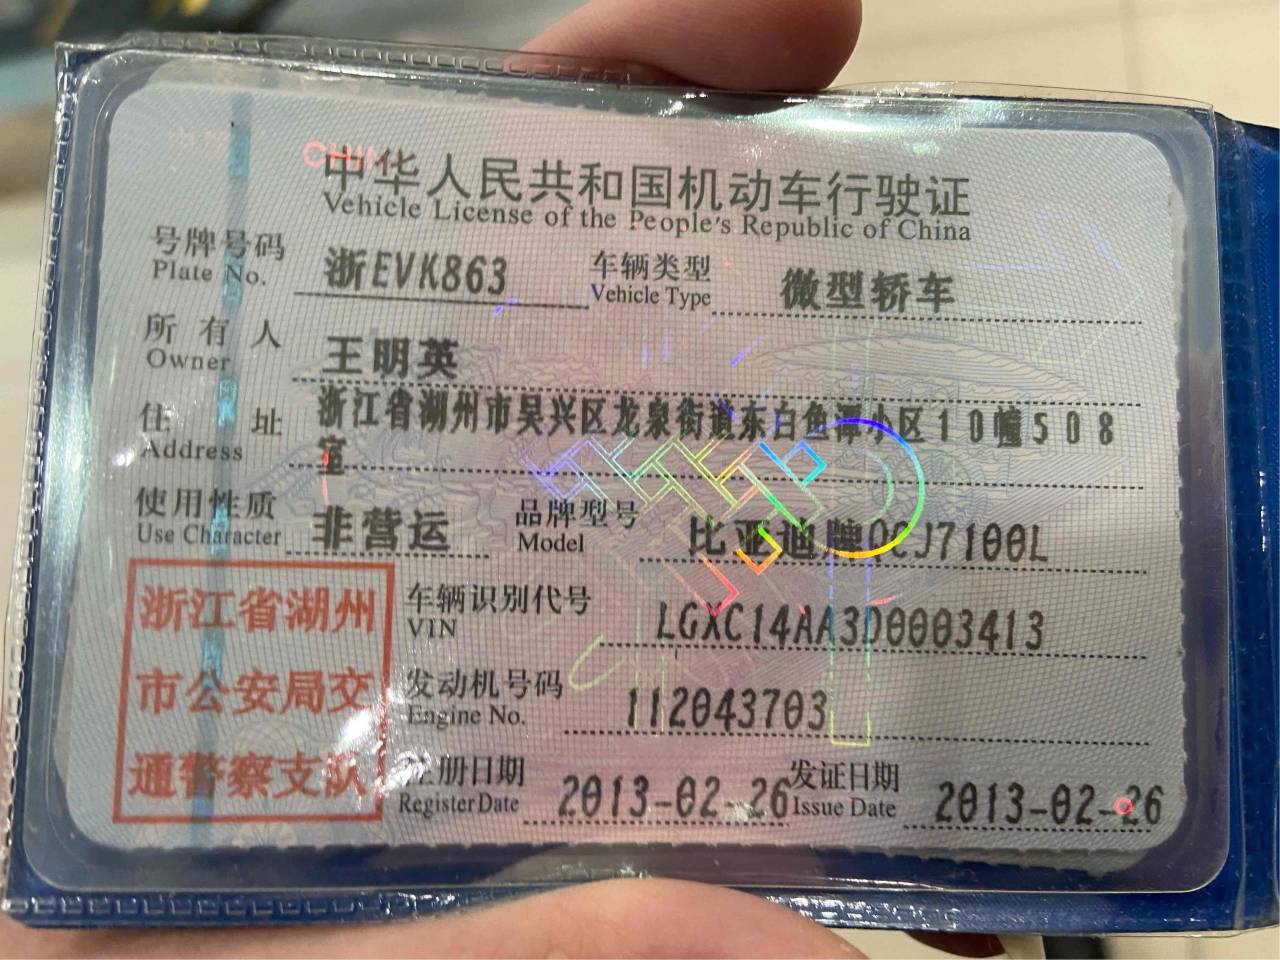 CHIN
中华人民共和国机动车行驶证
Vehicle License of the People's Republic of China
号牌号码 浙EVK863 车辆类型 微型轿车
Plate No. Vehicle Type
所有人 王明英
Owner
住址 浙江省湖州市吴兴区龙泉街道东白鱼潭小区10幢508
Address 室
使用性质 非营运 品牌型号 比亚迪牌QCJ7100L
Use Character Model
浙江省湖州
市公安局交
通警察支队
车辆识别代号 LGXC14AA3D0003413
VIN
发动机号码 112043703
Engine No.
注册日期 2013-02-26 发证日期 2013-02-26
Register Date Issue Date